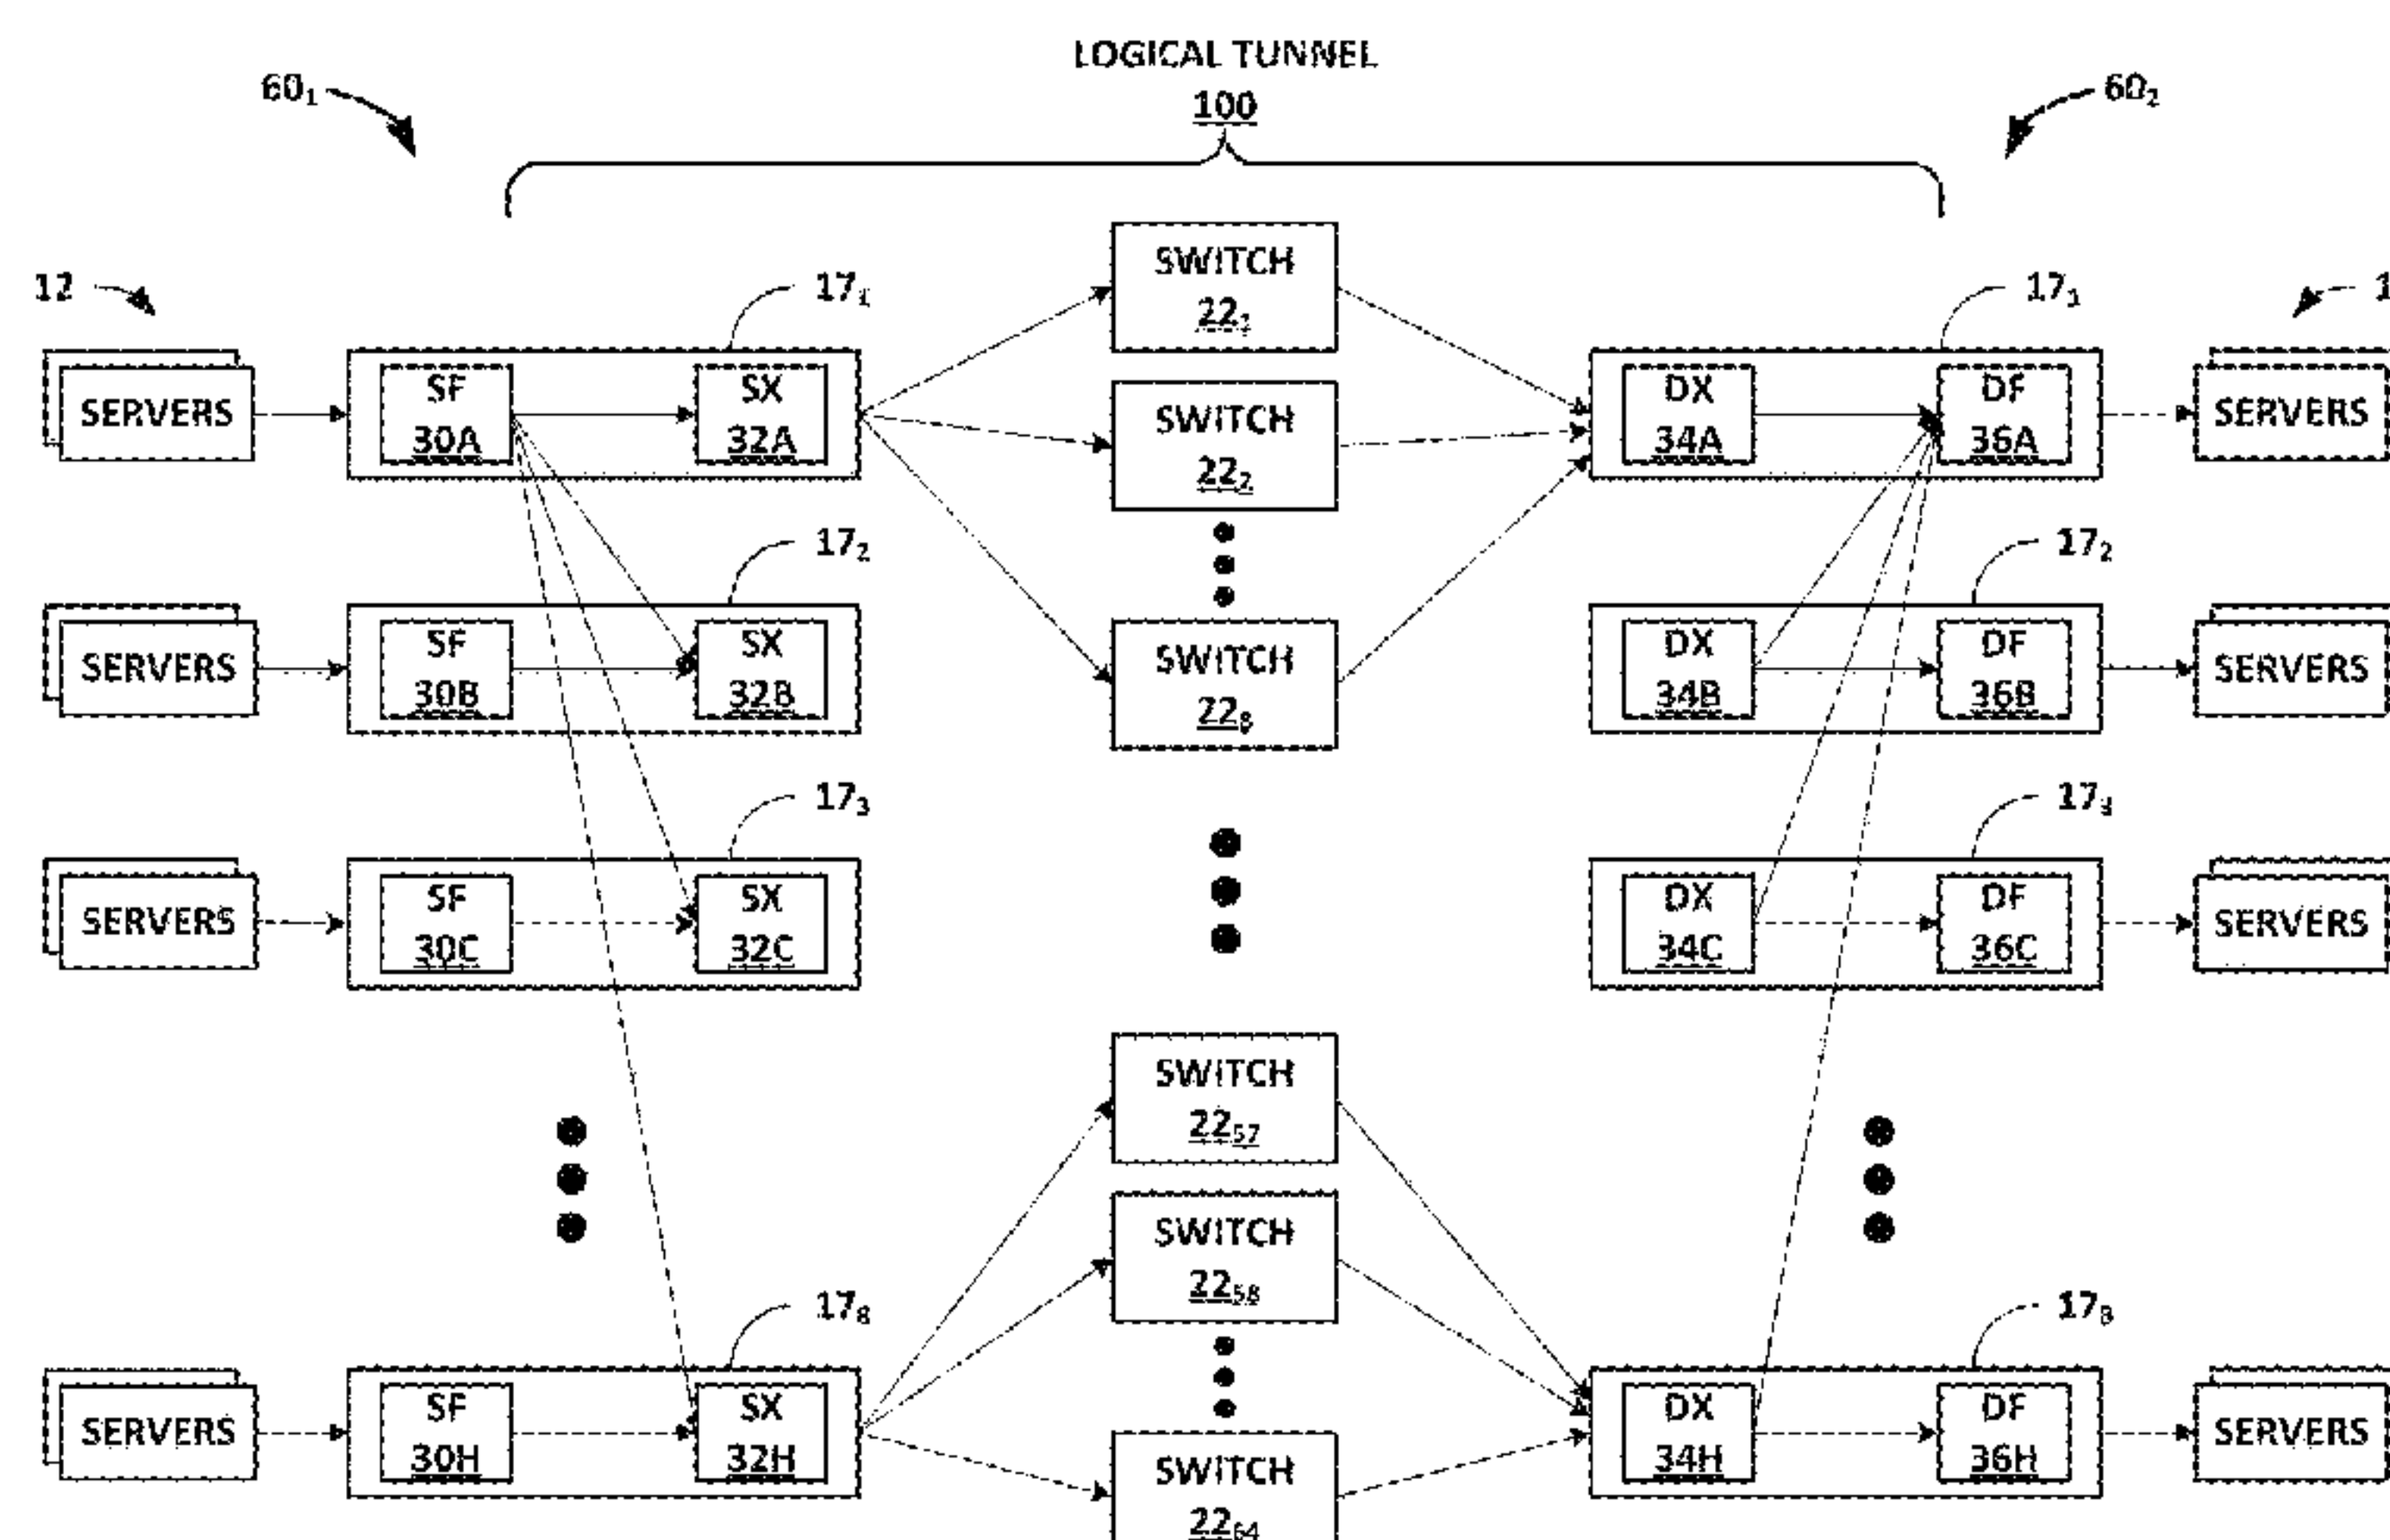 LOGICAL TUNNEL
100
60₁
60₂
12
17₁
SWITCH
22₁
17₁
1
SERVERS
SF
30A
SX
32A
SWITCH
22₂
DX
34A
DF
36A
SERVERS
17₂
17₂
SERVERS
SF
30B
SX
32B
SWITCH
22₈
DX
34B
DF
36B
SERVERS
17₃
17₃
SERVERS
SF
30C
SX
32C
DX
34C
DF
36C
SERVERS
SWITCH
22₅₇
SWITCH
22₅₈
17₈
17₈
SERVERS
SF
30H
SX
32H
SWITCH
22₆₄
DX
34H
DF
36H
SERVERS